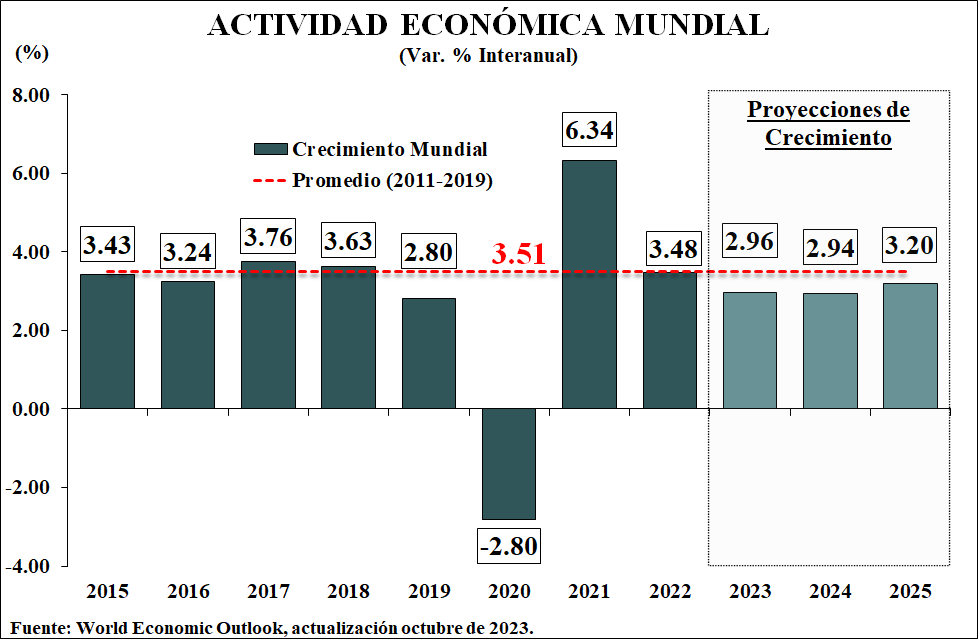 ACTIVIDAD ECONÓMICA MUNDIAL
(Var. % Interanual)
(%)
8.00
6.00
4.00
2.00
0.00
-2.00
-4.00
Crecimiento Mundial
Promedio (2011-2019)
Proyecciones de
Crecimiento
3.43
3.24
3.76
3.63
2.80
3.51
-2.80
6.34
3.48
2.96
2.94
3.20
2015 2016 2017 2018 2019 2020 2021 2022 2023 2024 2025
Fuente: World Economic Outlook, actualización octubre de 2023.